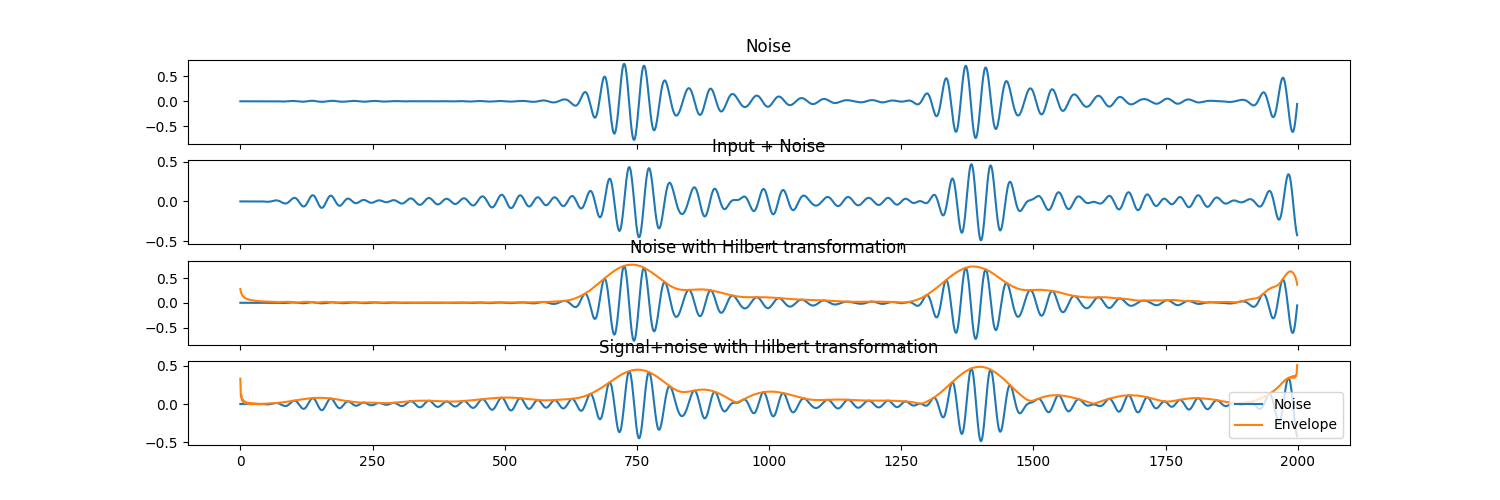 Noise
0.5
0.0
−0.5
Input + Noise
0.5
0.0
−0.5
Noise with Hilbert transformation
0.5
0.0
−0.5
Signal+noise with Hilbert transformation
0.5
0.0
−0.5
Noise
Envelope
0 250 500 750 1000 1250 1500 1750 2000